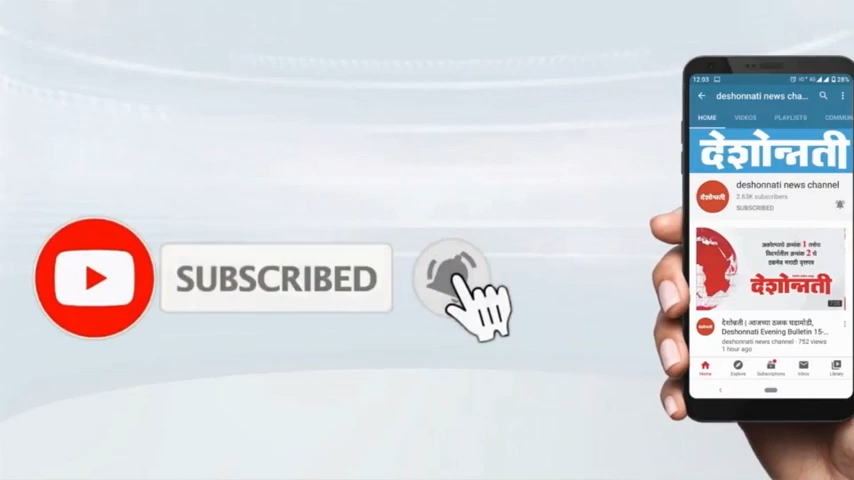 SUBSCRIBED
12:03
28%
deshonnati news cha...
HOME VIDEOS PLAYLISTS COMMUN
देशोन्नती
deshonnati news channel
2.63K subscribers
SUBSCRIBED
देशोन्नती
देशोन्नती
देशोन्नती | आजच्या ठळक घडामोडी,
Deshonnati Evening Bulletin 15-...
deshonnati news channel · 752 views
1 hour ago
Home Explore Subscriptions Inbox Library